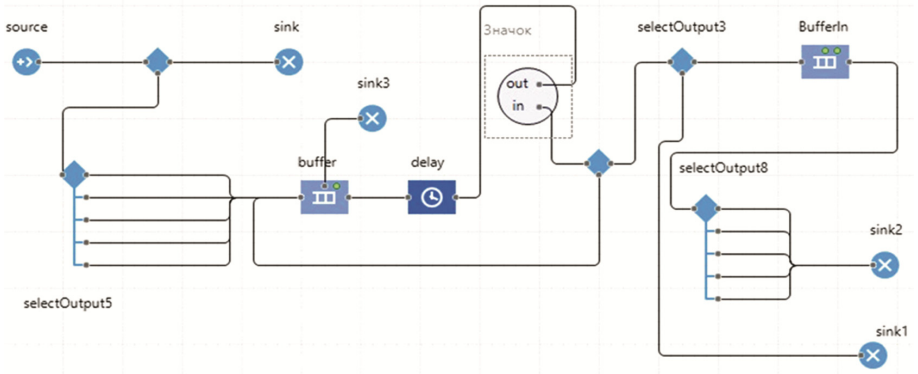 source
sink
Значок
selectOutput3
BufferIn
out
in
sink3
buffer
delay
selectOutput8
sink2
selectOutput5
sink1